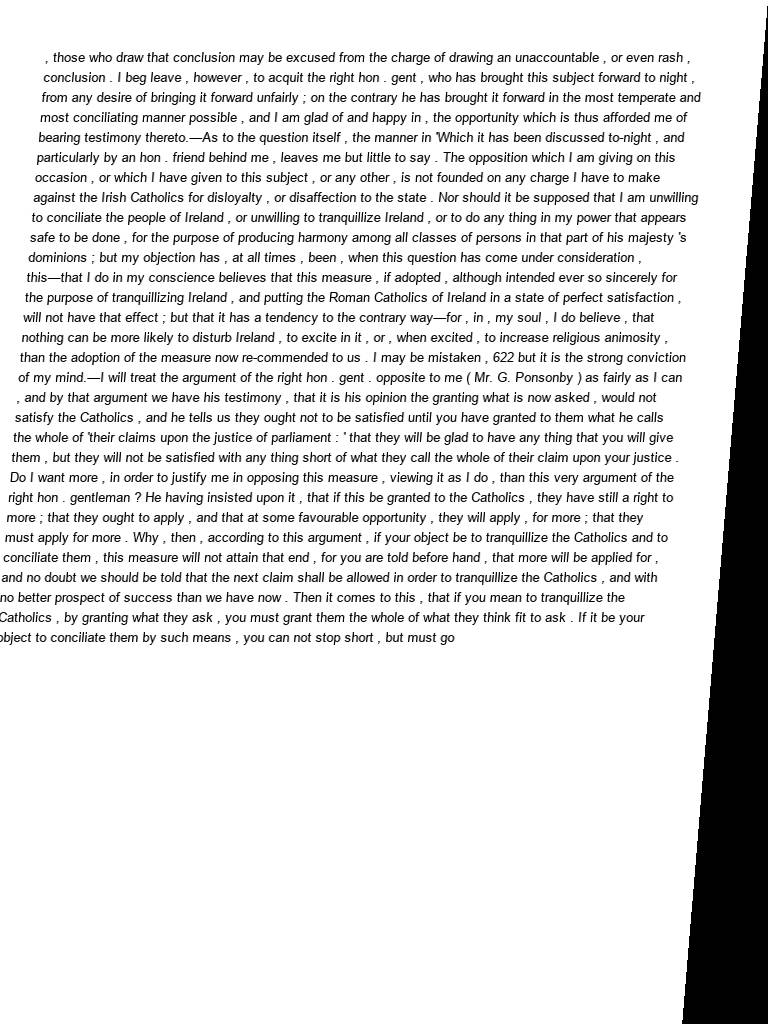 , those who draw that conclusion may be excused from the charge of drawing an unaccountable , or even rash ,
conclusion . I beg leave , however , to acquit the right hon . gent , who has brought this subject forward to night ,
from any desire of bringing it forward unfairly ; on the contrary he has brought it forward in the most temperate and
most conciliating manner possible , and I am glad of and happy in , the opportunity which is thus afforded me of
bearing testimony thereto.—As to the question itself , the manner in 'Which it has been discussed to-night , and
particularly by an hon . friend behind me , leaves me but little to say . The opposition which I am giving on this
occasion , or which I have given to this subject , or any other , is not founded on any charge I have to make
against the Irish Catholics for disloyalty , or disaffection to the state . Nor should it be supposed that I am unwilling
to conciliate the people of Ireland , or unwilling to tranquillize Ireland , or to do any thing in my power that appears
safe to be done , for the purpose of producing harmony among all classes of persons in that part of his majesty 's
dominions ; but my objection has , at all times , been , when this question has come under consideration ,
this—that I do in my conscience believes that this measure , if adopted , although intended ever so sincerely for
the purpose of tranquillizing Ireland , and putting the Roman Catholics of Ireland in a state of perfect satisfaction ,
will not have that effect ; but that it has a tendency to the contrary way—for , in , my soul , I do believe , that
nothing can be more likely to disturb Ireland , to excite in it , or , when excited , to increase religious animosity ,
than the adoption of the measure now re-commended to us . I may be mistaken , 622 but it is the strong conviction
of my mind.—I will treat the argument of the right hon . gent . opposite to me ( Mr. G. Ponsonby ) as fairly as I can
, and by that argument we have his testimony , that it is his opinion the granting what is now asked , would not
satisfy the Catholics , and he tells us they ought not to be satisfied until you have granted to them what he calls
the whole of 'their claims upon the justice of parliament : ' that they will be glad to have any thing that you will give
them , but they will not be satisfied with any thing short of what they call the whole of their claim upon your justice .
Do I want more , in order to justify me in opposing this measure , viewing it as I do , than this very argument of the
right hon . gentleman ? He having insisted upon it , that if this be granted to the Catholics , they have still a right to
more ; that they ought to apply , and that at some favourable opportunity , they will apply , for more ; that they
must apply for more . Why , then , according to this argument , if your object be to tranquillize the Catholics and to
conciliate them , this measure will not attain that end , for you are told before hand , that more will be applied for ,
and no doubt we should be told that the next claim shall be allowed in order to tranquillize the Catholics , and with
no better prospect of success than we have now . Then it comes to this , that if you mean to tranquillize the
Catholics , by granting what they ask , you must grant them the whole of what they think fit to ask . If it be your
object to conciliate them by such means , you can not stop short , but must go